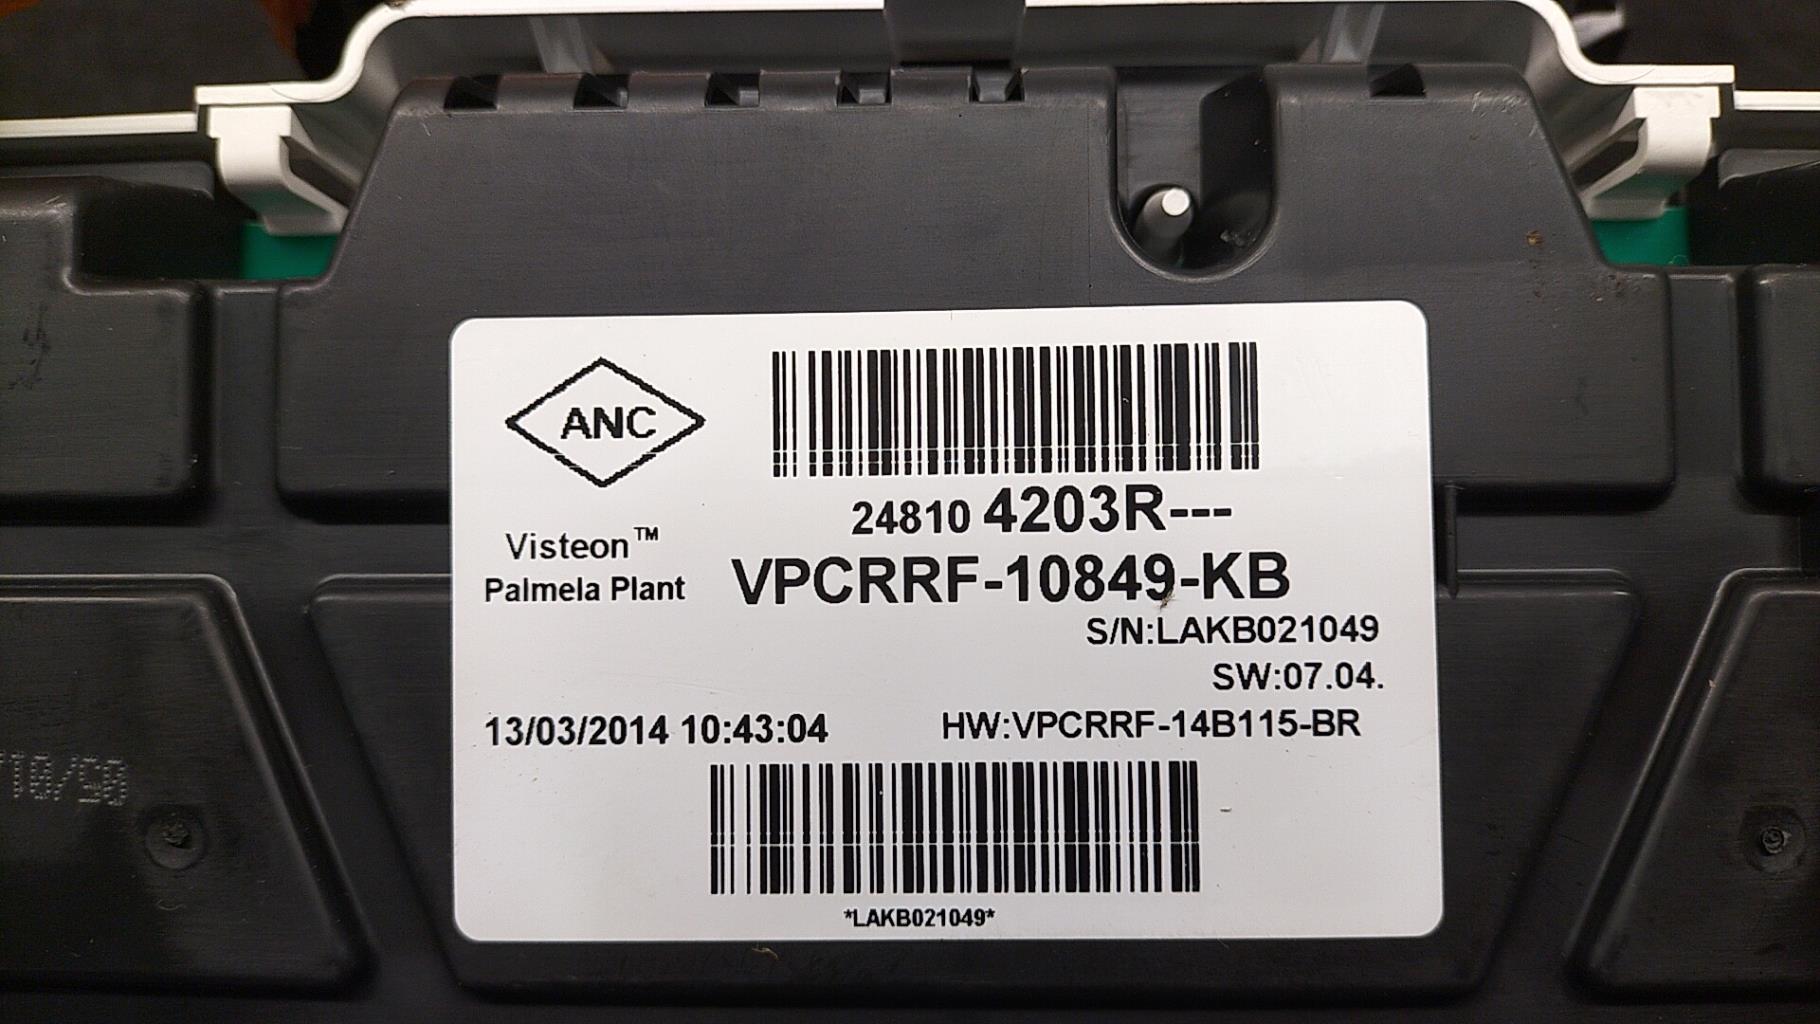 ANC
24810 4203R---
Visteon™
Palmela Plant
VPCRRF-10849-KB
S/N:LAKB021049
SW:07.04.
13/03/2014 10:43:04
HW:VPCRRF-14B115-BR
*LAKB021049*